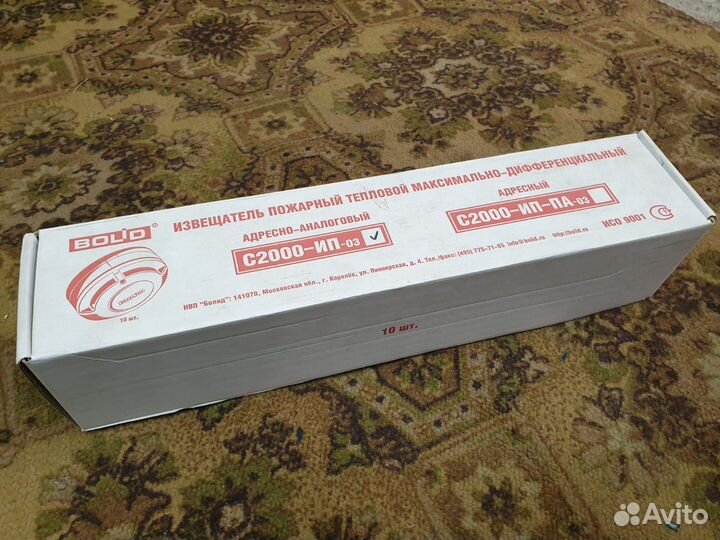 BOLID®
ИЗВЕЩАТЕЛЬ ПОЖАРНЫЙ ТЕПЛОВОЙ МАКСИМАЛЬНО-ДИФФЕРЕНЦИАЛЬНЫЙ
АДРЕСНО-АНАЛОГОВЫЙ
С2000-ИП-03
АДРЕСНЫЙ
С2000-ИП-ПА-03
НВП "Болид": 141070, Московская обл., г. Королёв, ул. Пионерская, д. 4. Тел./факс: (495) 775-71-55 info@bolid.ru http://bolid.ru
ИСО 9001
10 шт.
10 шт.
Avito